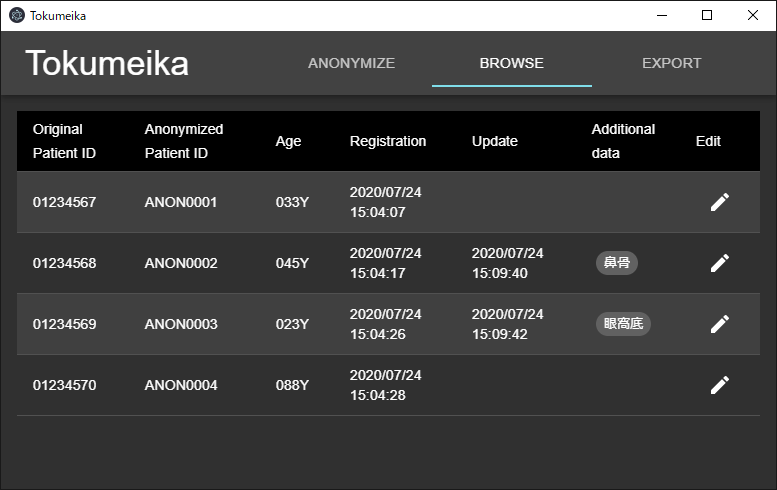 Tokumeika
Tokumeika
ANONYMIZE
BROWSE
EXPORT
Original
Patient ID
Anonymized
Patient ID
Age
Registration
Update
Additional
data
Edit
01234567
ANON0001
033Y
2020/07/24
15:04:07
01234568
ANON0002
045Y
2020/07/24
15:04:17
2020/07/24
15:09:40
鼻骨
01234569
ANON0003
023Y
2020/07/24
15:04:26
2020/07/24
15:09:42
眼窩底
01234570
ANON0004
088Y
2020/07/24
15:04:28